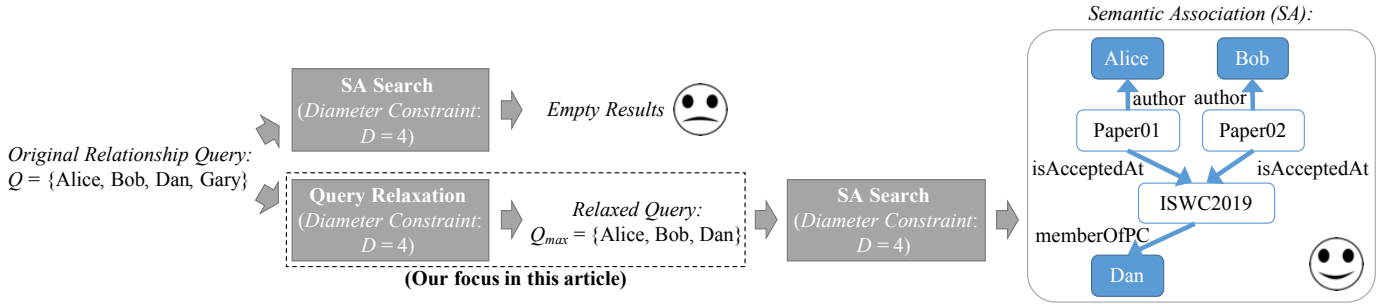 Original Relationship Query:
Q = {Alice, Bob, Dan, Gary}
SA Search
(Diameter Constraint:
D = 4)
Empty Results
Query Relaxation
(Diameter Constraint:
D = 4)
Relaxed Query:
Qmax = {Alice, Bob, Dan}
(Our focus in this article)
SA Search
(Diameter Constraint:
D = 4)
Semantic Association (SA):
Alice
Bob
author
author
Paper01
Paper02
isAcceptedAt
isAcceptedAt
ISWC2019
memberOfPC
Dan